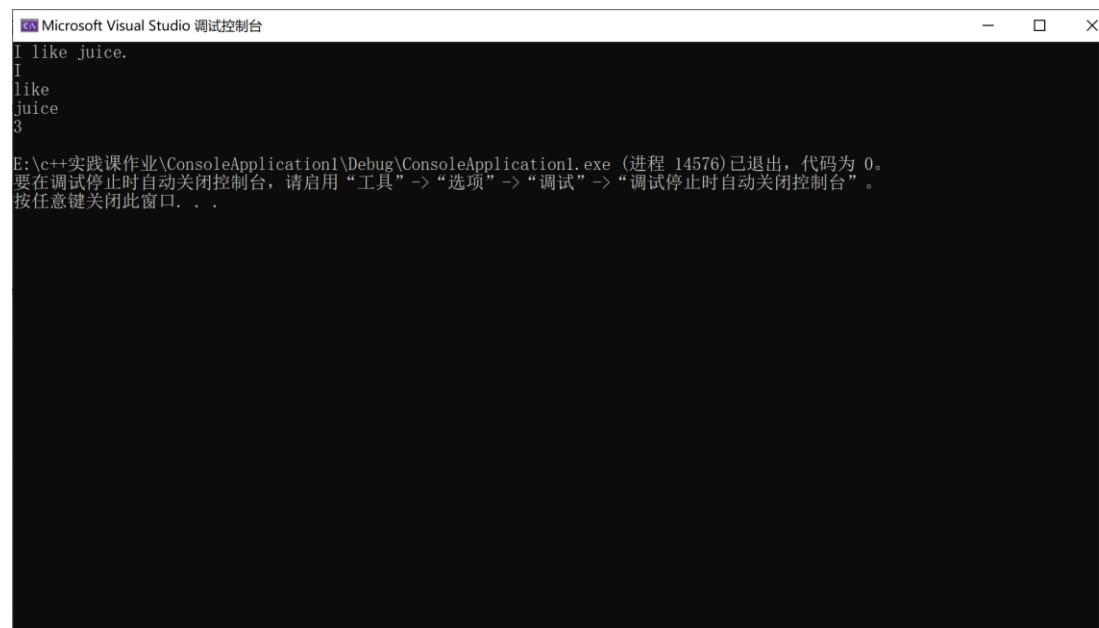 Microsoft Visual Studio 调试控制台
I like juice.
I
like
juice
3
E:\c++实践课作业\ConsoleApplication1\Debug\ConsoleApplication1.exe (进程 14576)已退出，代码为 0。
要在调试停止时自动关闭控制台，请启用“工具”->“选项”->“调试”->“调试停止时自动关闭控制台”。
按任意键关闭此窗口. . .